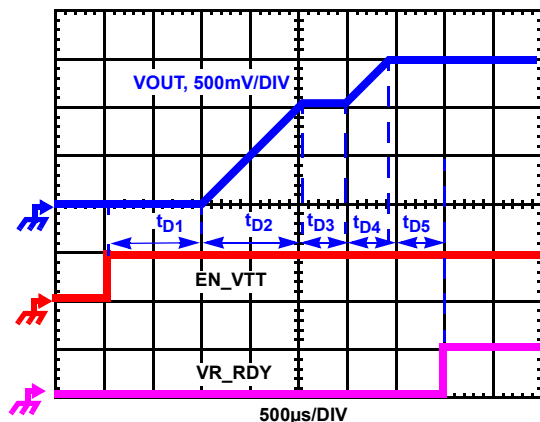 VOUT, 500mV/DIV
tD1 tD2 tD3 tD4 tD5
EN_VTT
VR_RDY
500µs/DIV